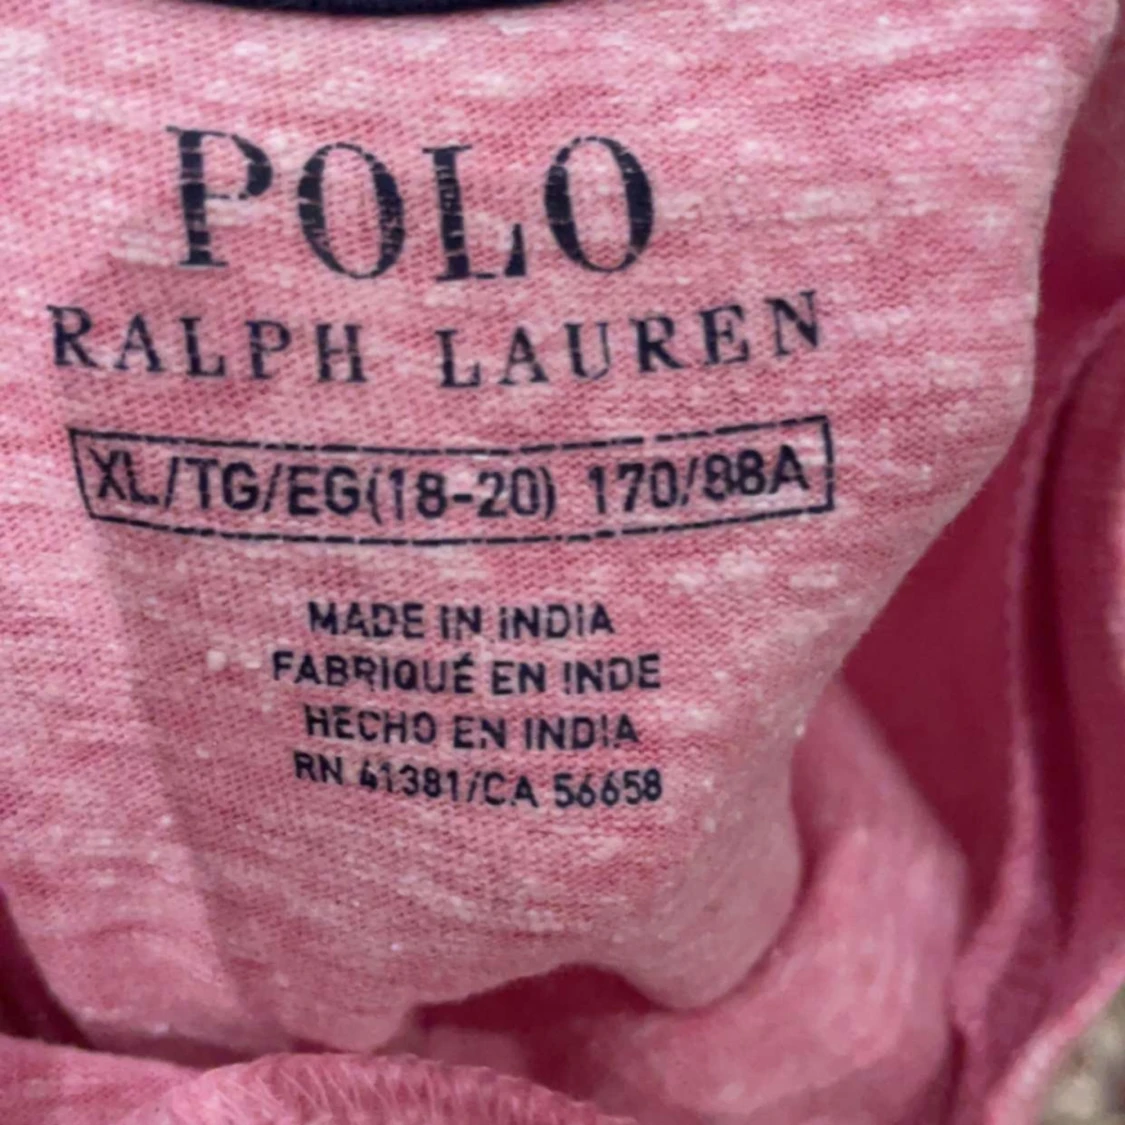 POLO
RALPH LAUREN
XL/TG/EG(18-20) 170/88A
MADE IN INDIA
FABRIQUÉ EN INDE
HECHO EN INDIA
RN 41381/CA 56658